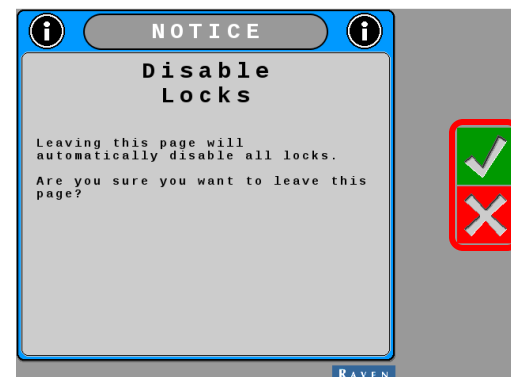 NOTICE
Disable
Locks
Leaving this page will
automatically disable all locks.
Are you sure you want to leave this
page?
RAVEN